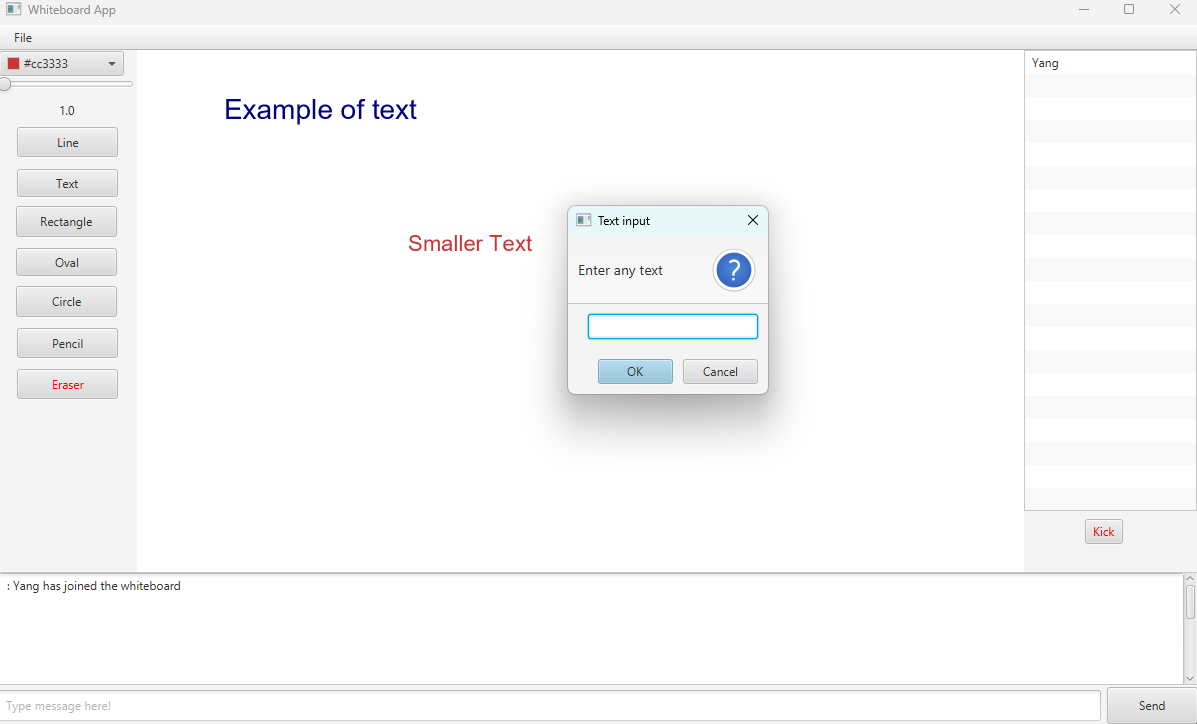 Whiteboard App
File
#cc3333
1.0
Line
Text
Rectangle
Oval
Circle
Pencil
Eraser
Example of text
Smaller Text
Text input
Enter any text
?
OK
Cancel
Yang
Kick
: Yang has joined the whiteboard
Type message here!
Send